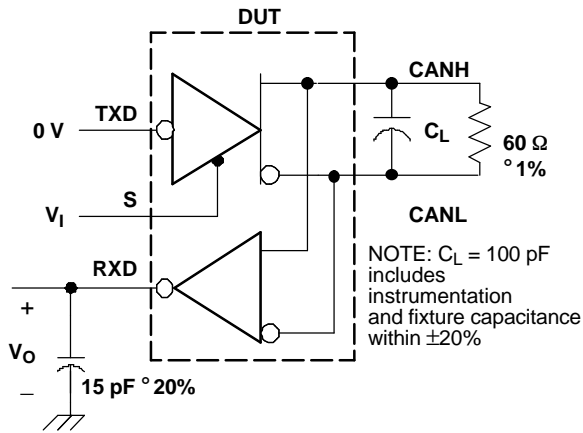 DUT
CANH
TXD
0 V
C_L
60 Ω
° 1%
S
V_I
CANL
RXD
NOTE: C_L = 100 pF
includes
instrumentation
and fixture capacitance
within ±20%
+
V_O
–
15 pF ° 20%